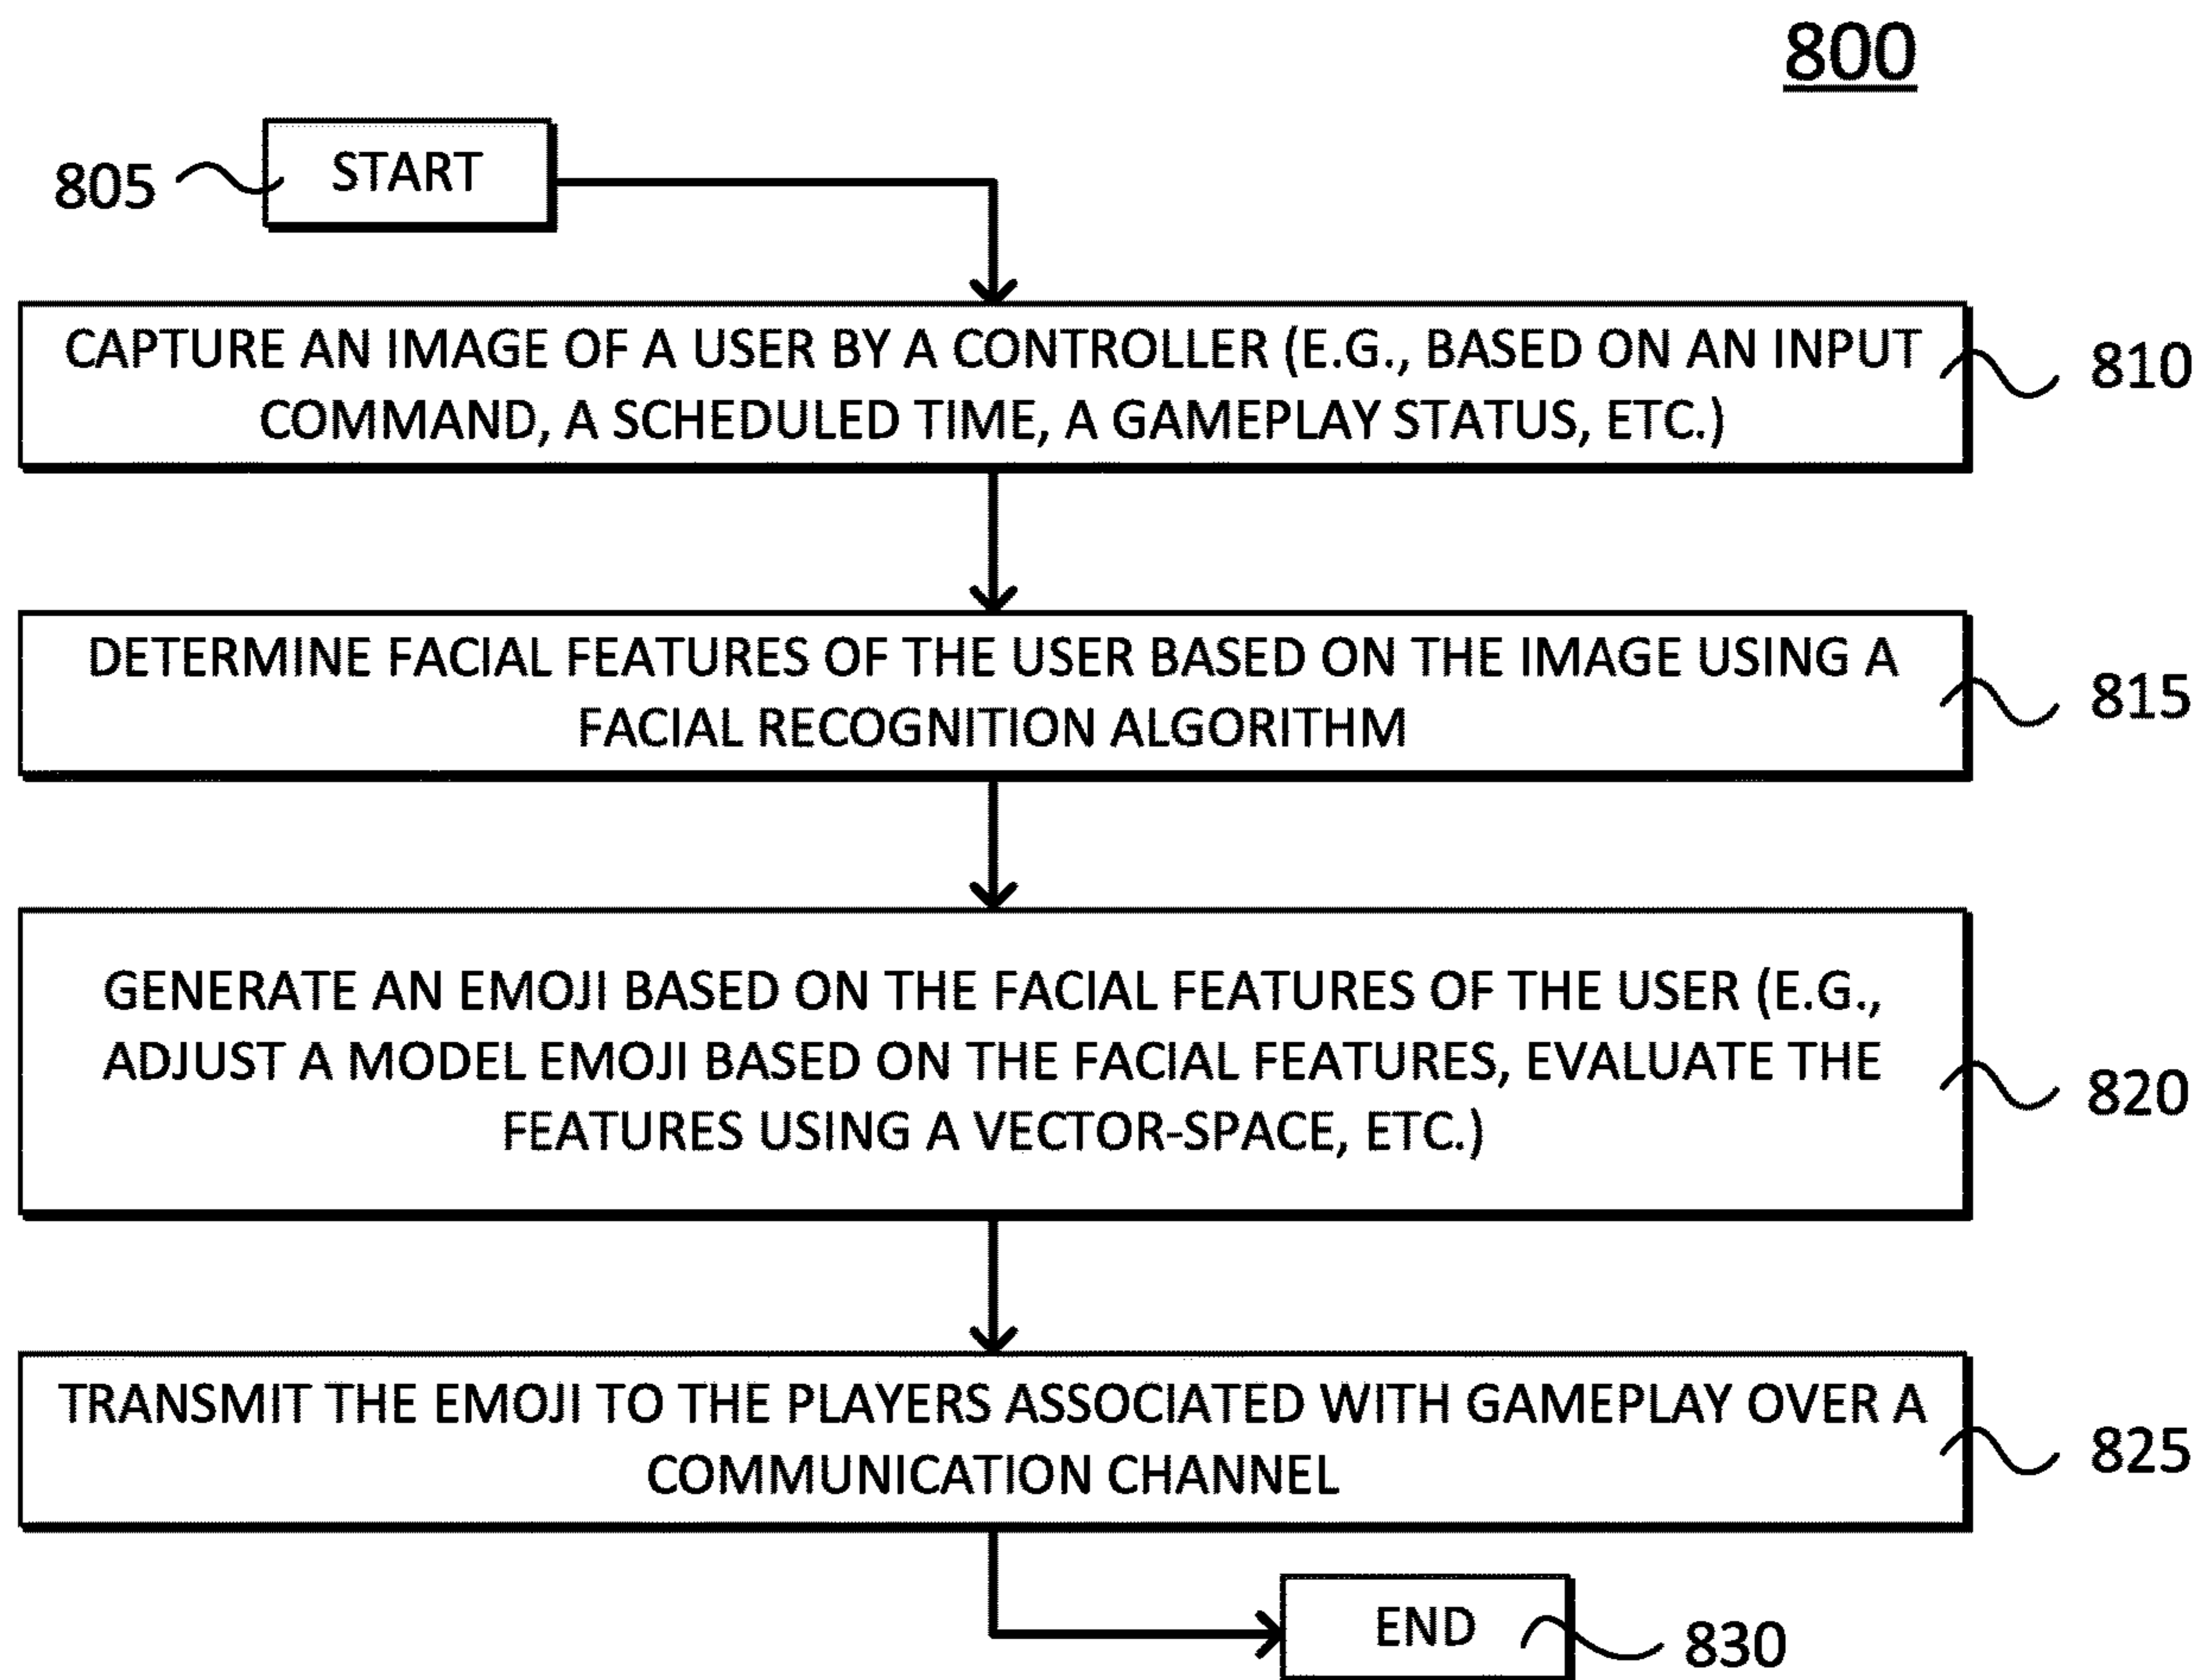 800
805
START
CAPTURE AN IMAGE OF A USER BY A CONTROLLER (E.G., BASED ON AN INPUT
COMMAND, A SCHEDULED TIME, A GAMEPLAY STATUS, ETC.)
810
DETERMINE FACIAL FEATURES OF THE USER BASED ON THE IMAGE USING A
FACIAL RECOGNITION ALGORITHM
815
GENERATE AN EMOJI BASED ON THE FACIAL FEATURES OF THE USER (E.G.,
ADJUST A MODEL EMOJI BASED ON THE FACIAL FEATURES, EVALUATE THE
FEATURES USING A VECTOR-SPACE, ETC.)
820
TRANSMIT THE EMOJI TO THE PLAYERS ASSOCIATED WITH GAMEPLAY OVER A
COMMUNICATION CHANNEL
825
END
830